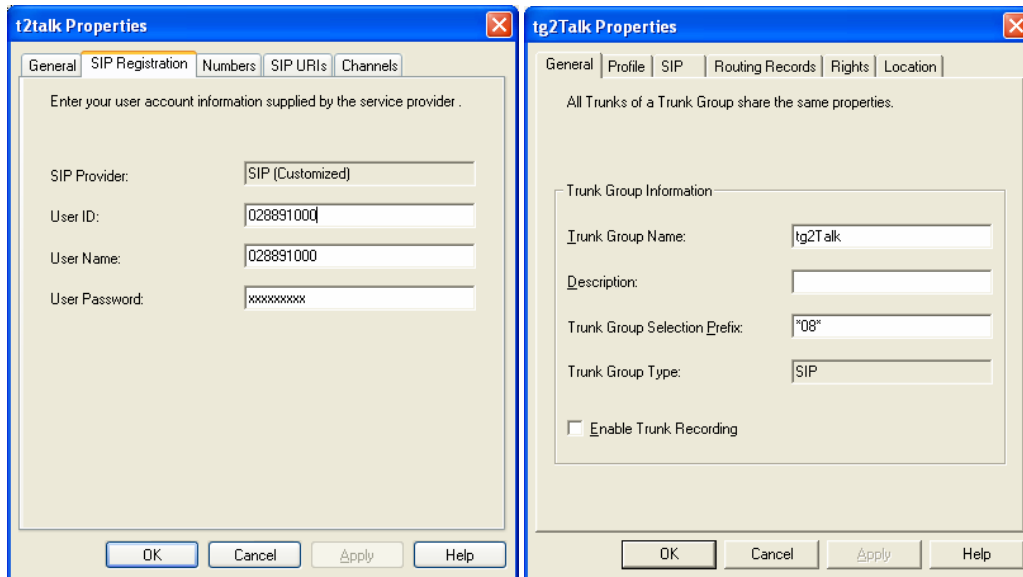 t2talk Properties
General SIP Registration Numbers SIP URIs Channels
Enter your user account information supplied by the service provider .
SIP Provider: SIP (Customized)
User ID: 028891000
User Name: 028891000
User Password: xxxxxxxxx
OK Cancel Apply Help
tg2Talk Properties
General Profile SIP Routing Records Rights Location
All Trunks of a Trunk Group share the same properties.
Trunk Group Information
Trunk Group Name: tg2Talk
Description:
Trunk Group Selection Prefix: *08*
Trunk Group Type: SIP
Enable Trunk Recording
OK Cancel Apply Help